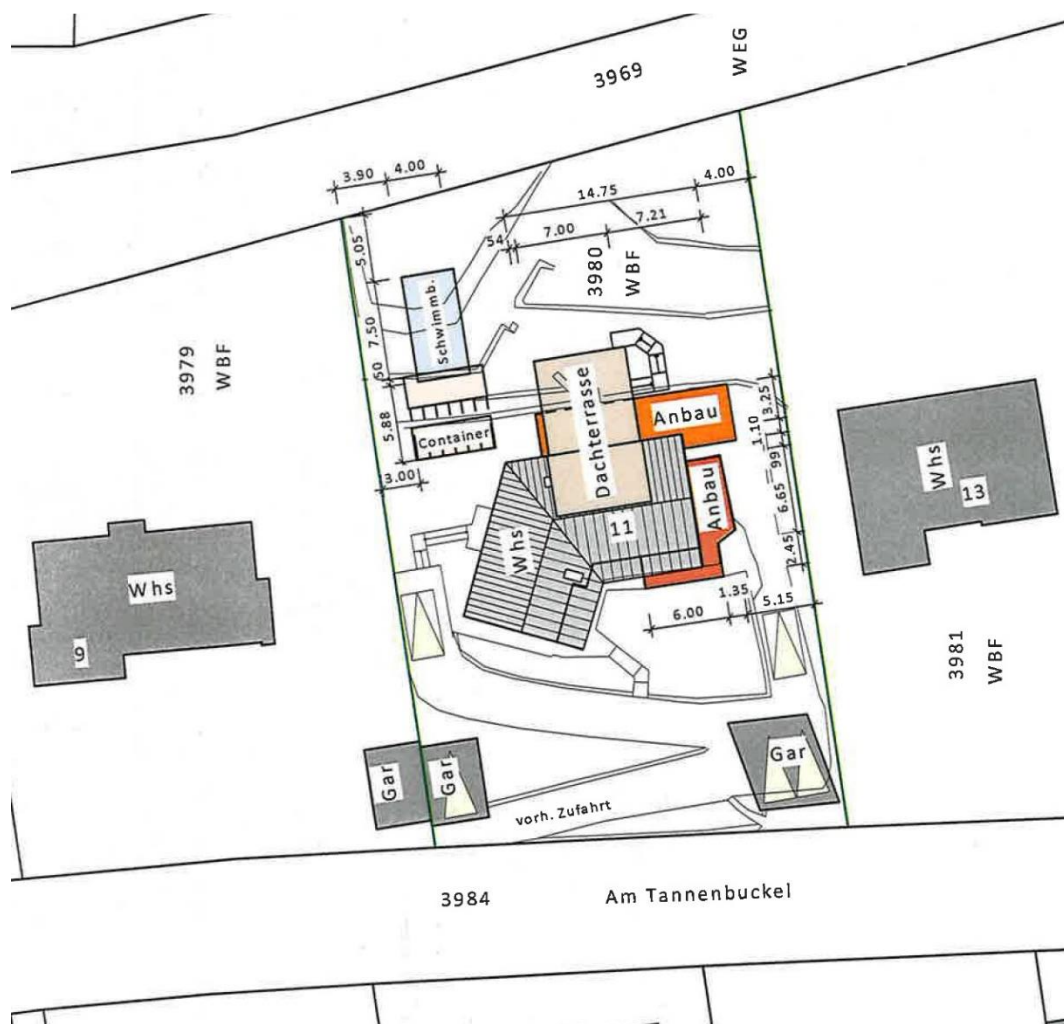 3969
WEG
3.90
4.00
14.75
4.00
7.00
7.21
54
5.05
3980
WBF
Schwimmb.
7.50
50
3979
WBF
5.88
Container
3.00
Dachterrasse
Anbau
3.25
1.10
99
6.65
2.45
Anbau
Whs
11
Whs
13
Whs
9
6.00
1.35
5.15
3981
WBF
Gar
Gar
Gar
vorh. Zufahrt
3984
Am Tannenbuckel